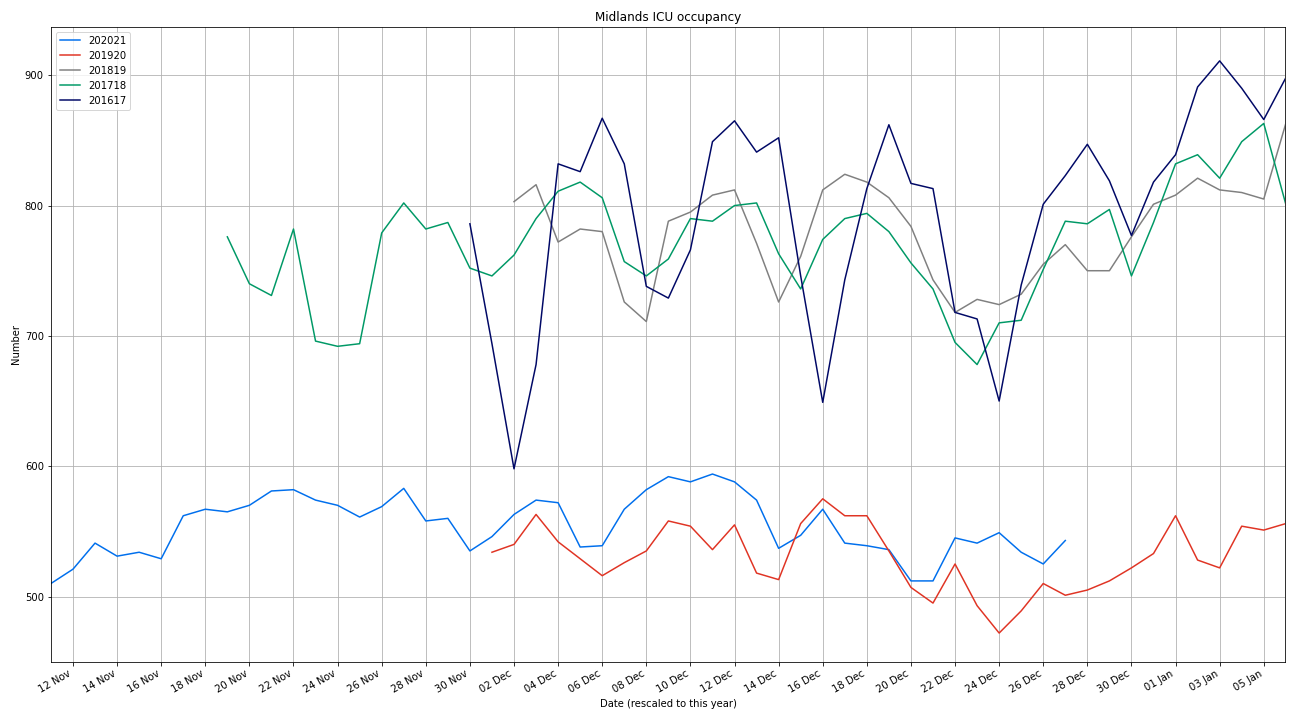 Midlands ICU occupancy
202021
201920
201819
201718
201617
900
800
700
600
500
Number
12 Nov
14 Nov
16 Nov
18 Nov
20 Nov
22 Nov
24 Nov
26 Nov
28 Nov
30 Nov
02 Dec
04 Dec
06 Dec
08 Dec
10 Dec
12 Dec
14 Dec
16 Dec
18 Dec
20 Dec
22 Dec
24 Dec
26 Dec
28 Dec
30 Dec
01 Jan
03 Jan
05 Jan
Date (rescaled to this year)